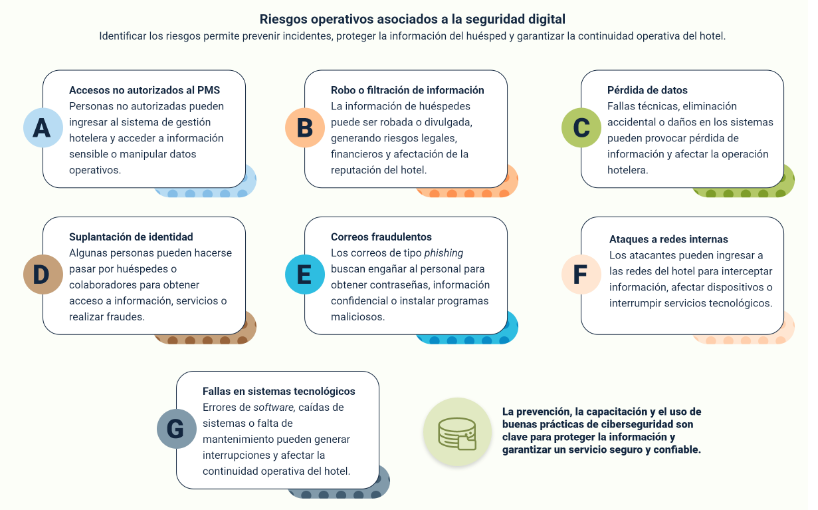 Riesgos operativos asociados a la seguridad digital
Identificar los riesgos permite prevenir incidentes, proteger la información del huésped y garantizar la continuidad operativa del hotel.
A
Accesos no autorizados al PMS
Personas no autorizadas pueden
ingresar al sistema de gestión
hotelera y acceder a información
sensible o manipular datos
operativos.
B
Robo o filtración de información
La información de huéspedes
puede ser robada o divulgada,
generando riesgos legales,
financieros y afectación de la
reputación del hotel.
C
Pérdida de datos
Fallas técnicas, eliminación
accidental o daños en los sistemas
pueden provocar pérdida de
información y afectar la operación
hotelera.
D
Suplantación de identidad
Algunas personas pueden hacerse
pasar por huéspedes o
colaboradores para obtener
acceso a información, servicios o
realizar fraudes.
E
Correos fraudulentos
Los correos de tipo phishing
buscan engañar al personal para
obtener contraseñas, información
confidencial o instalar programas
maliciosos.
F
Ataques a redes internas
Los atacantes pueden ingresar a
las redes del hotel para interceptar
información, afectar dispositivos o
interrumpir servicios tecnológicos.
G
Fallas en sistemas tecnológicos
Errores de software, caídas de
sistemas o falta de
mantenimiento pueden generar
interrupciones y afectar la
continuidad operativa del hotel.
La prevención, la capacitación y el uso de
buenas prácticas de ciberseguridad son
clave para proteger la información y
garantizar un servicio seguro y confiable.